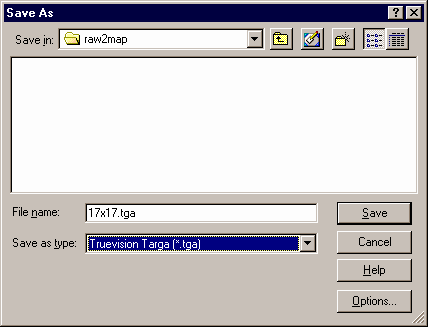 Save As
Save in: raw2map
File name: 17x17.tga
Save
Save as type: Truevision Targa (*.tga)
Cancel
Help
Options...